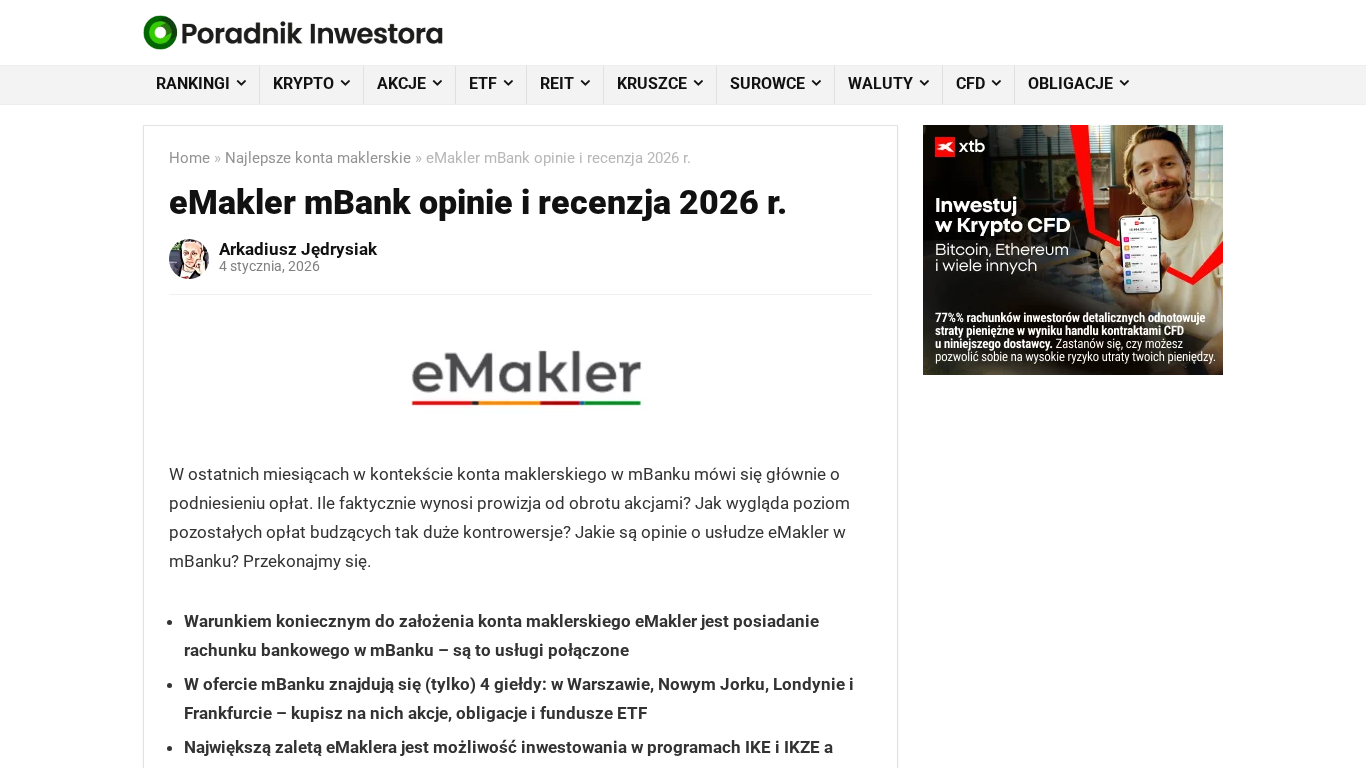 Poradnik Inwestora
RANKINGI KRYPTO AKCJE ETF REIT KRUSZCE SUROWCE WALUTY CFD OBLIGACJE
Home » Najlepsze konta maklerskie » eMakler mBank opinie i recenzja 2026 r.
eMakler mBank opinie i recenzja 2026 r.
Arkadiusz Jędrysiak
4 stycznia, 2026
eMakler
W ostatnich miesiącach w kontekście konta maklerskiego w mBanku mówi się głównie o
podniesieniu opłat. Ile faktycznie wynosi prowizja od obrotu akcjami? Jak wygląda poziom
pozostałych opłat budzących tak duże kontrowersje? Jakie są opinie o usłudze eMakler w
mBanku? Przekonajmy się.
Warunkiem koniecznym do założenia konta maklerskiego eMakler jest posiadanie
rachunku bankowego w mBanku – są to usługi połączone
W ofercie mBanku znajdują się (tylko) 4 giełdy: w Warszawie, Nowym Jorku, Londynie i
Frankfurcie – kupisz na nich akcje, obligacje i fundusze ETF
Największą zaletą eMaklera jest możliwość inwestowania w programach IKE i IKZE a
xtb
Inwestuj
w Krypto CFD
Bitcoin, Ethereum
i wiele innych
77%% rachunków inwestorów detalicznych odnotowuje
straty pieniężne w wyniku handlu kontraktami CFD
u niniejszego dostawcy. Zastanów się, czy możesz
pozwolić sobie na wysokie ryzyko utraty twoich pieniędzy.